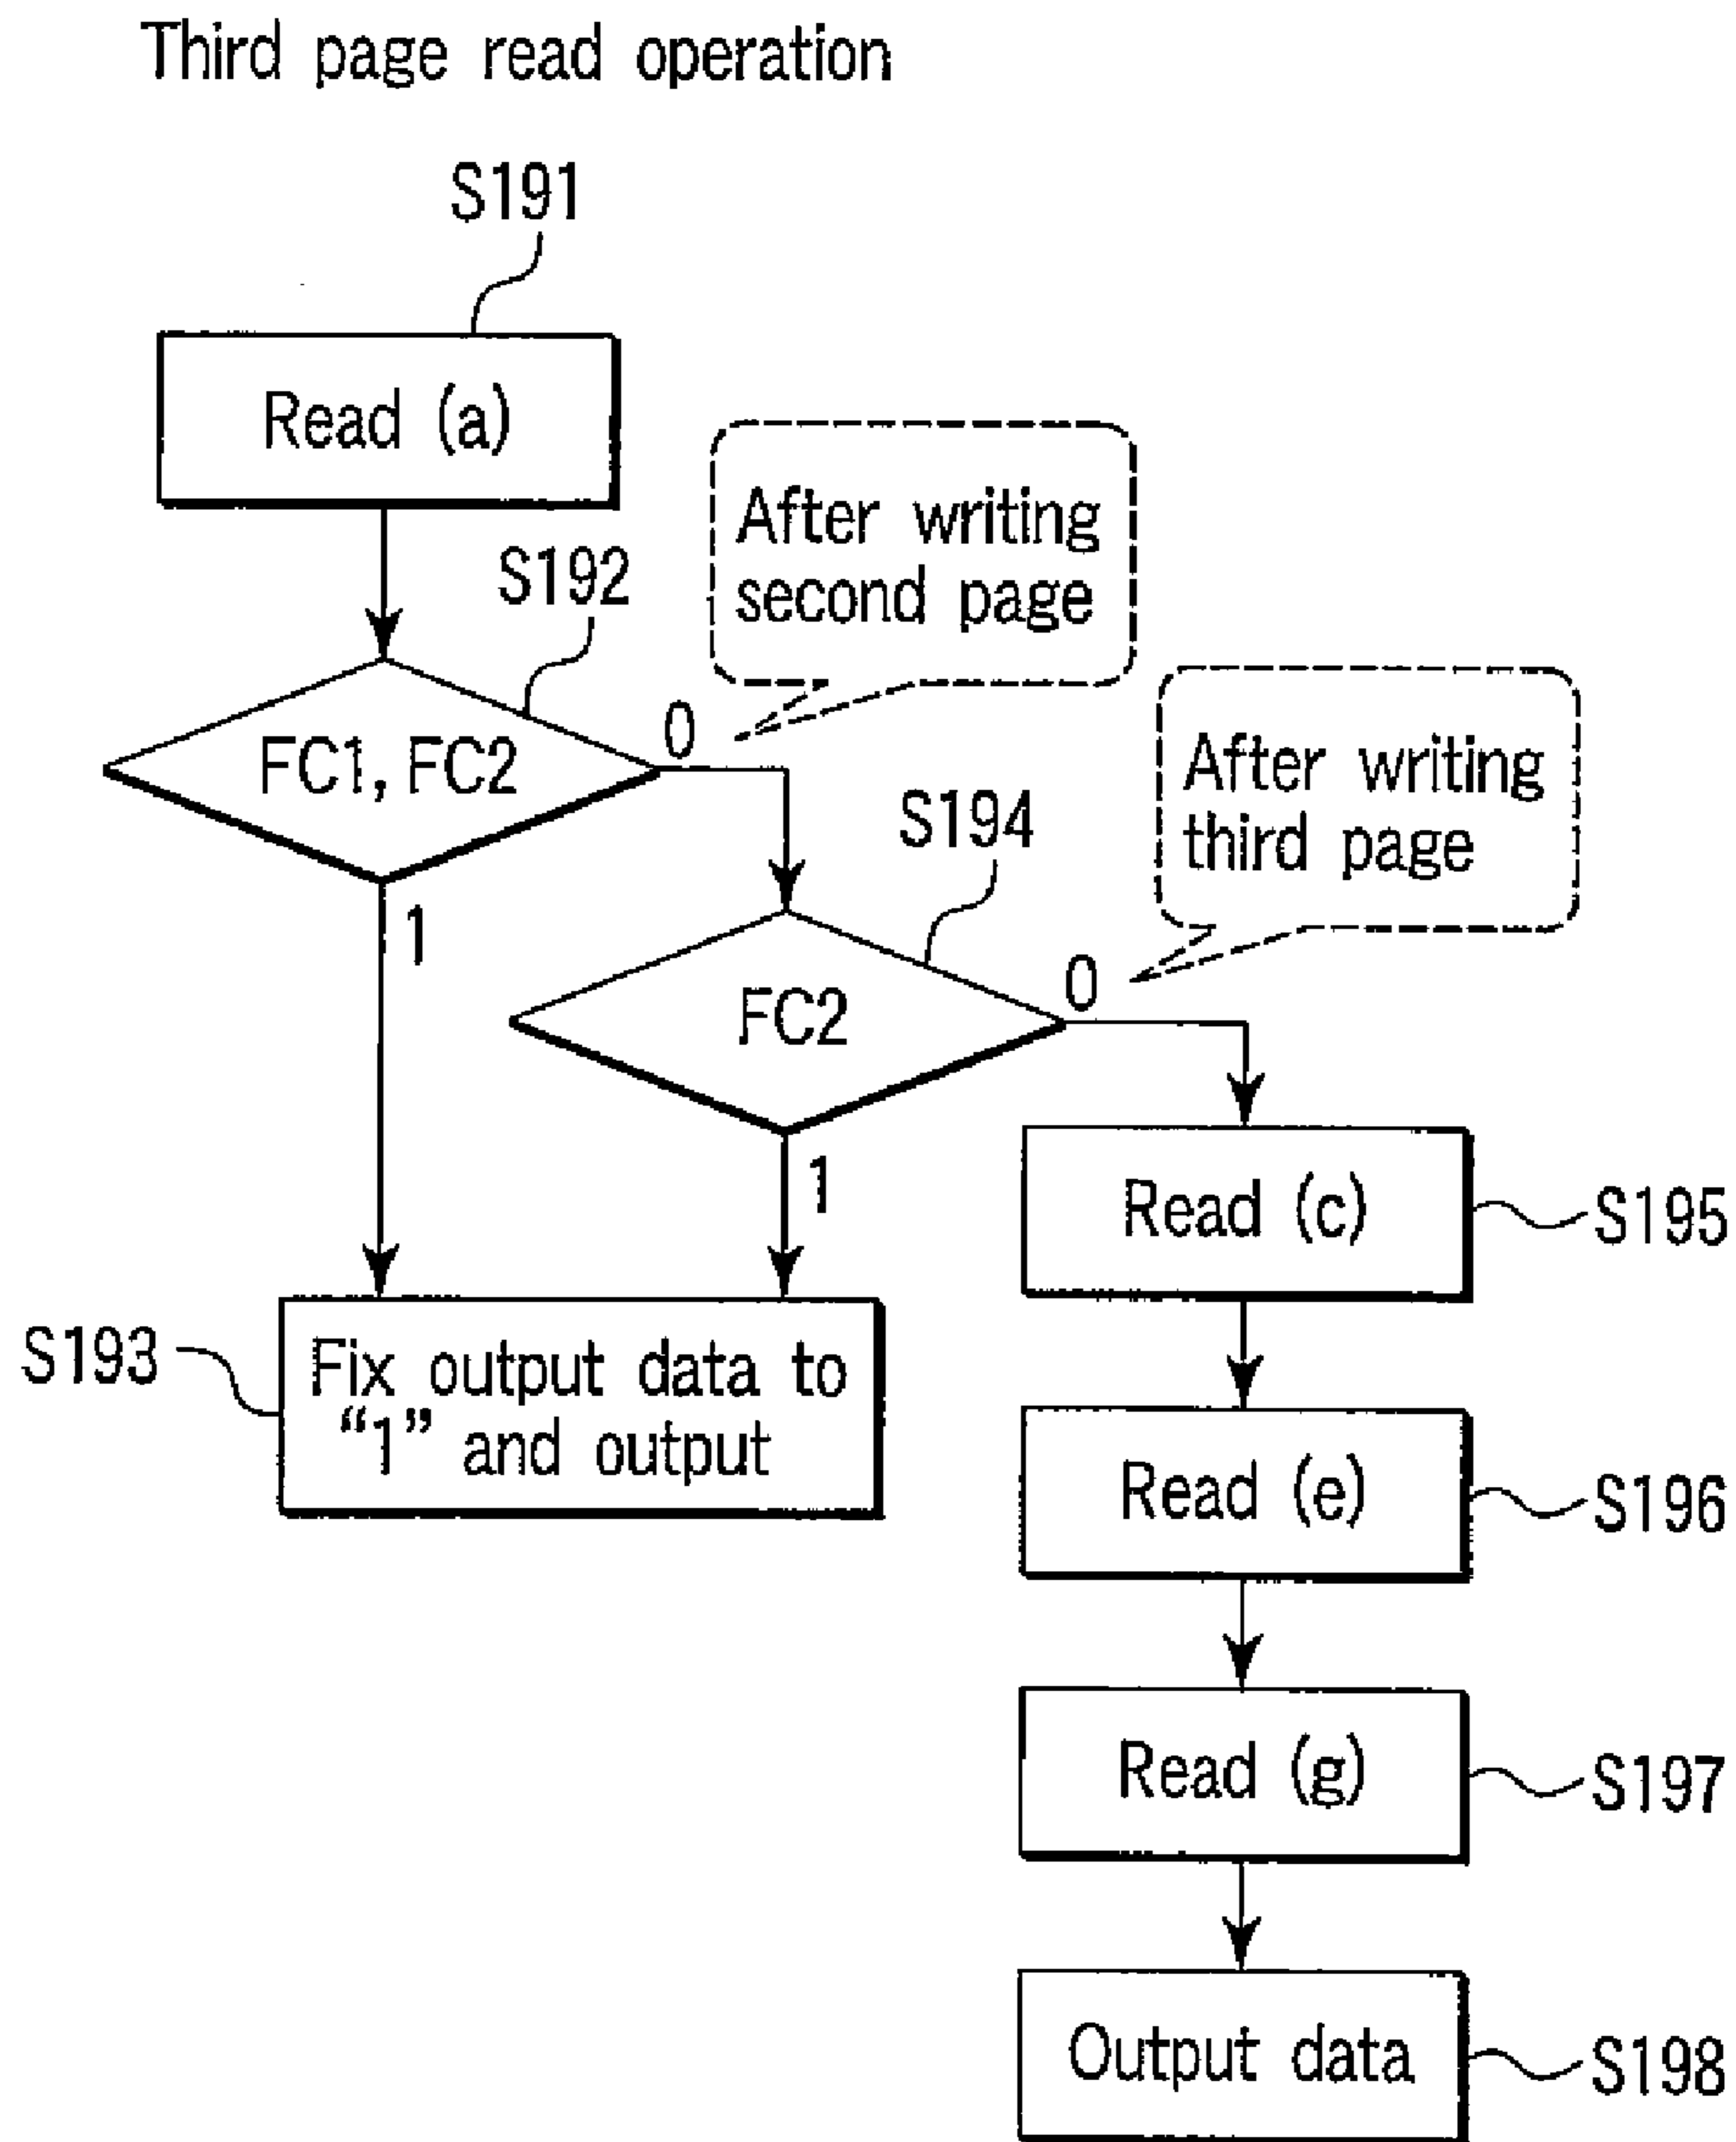 Third page read operation
S191
Read (a)
After writing
second page
S192
FC1, FC2
0
1
After writing
third page
S194
FC2
0
1
Read (c)
S195
S193
Fix output data to
“1” and output
Read (e)
S196
Read (g)
S197
Output data
S198